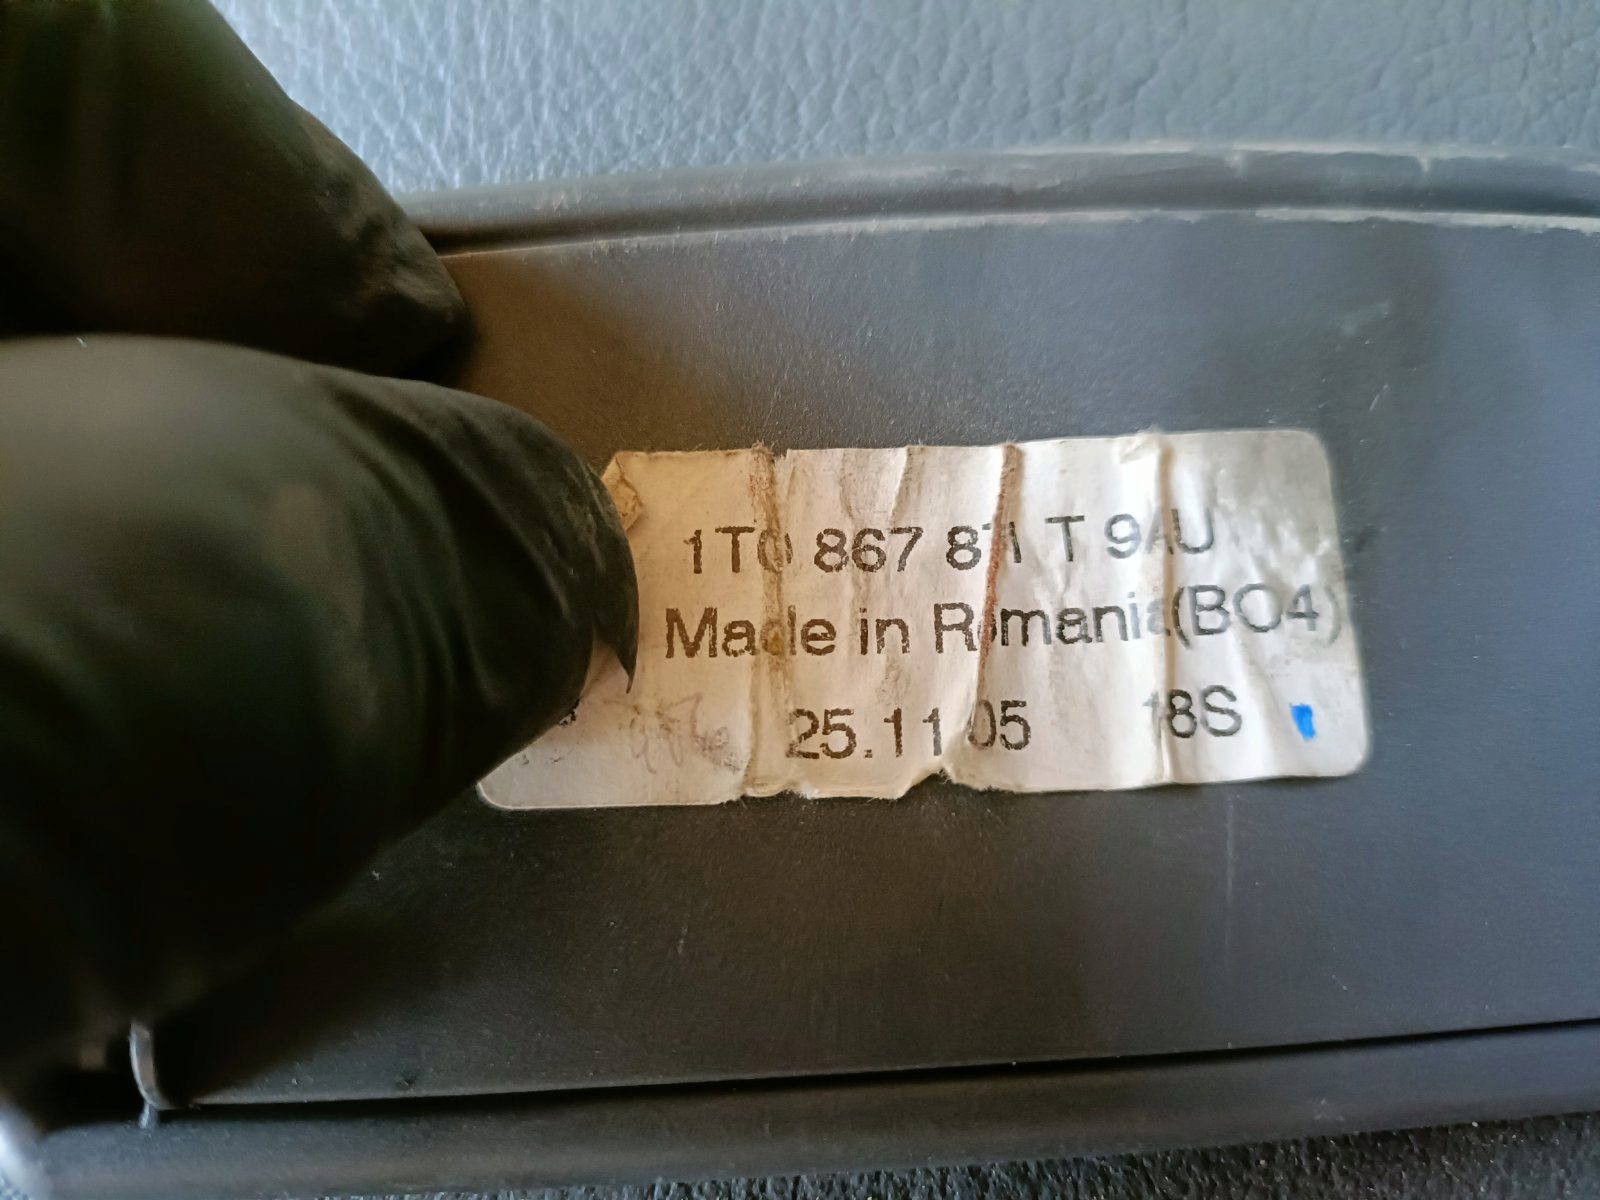 1T0 867 871 T 9AU
Made in Romania(BO4)
25.11.05 18S